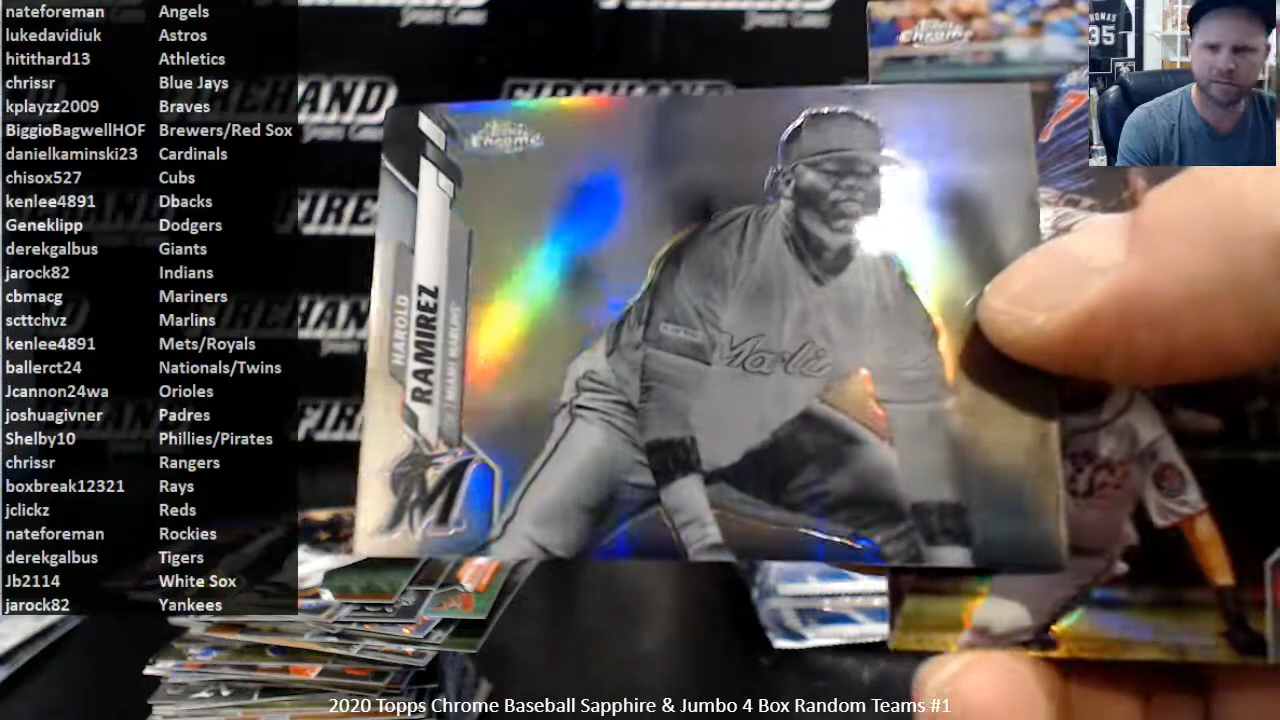 nateforeman Angels
lukedavidiuk Astros
hitithard13 Athletics
chrissr Blue Jays
kplayzz2009 Braves
BiggioBagwellHOF Brewers/Red Sox
danielkaminski23 Cardinals
chisox527 Cubs
kenlee4891 Dbacks
Geneklipp Dodgers
derekgalbus Giants
jarock82 Indians
cbmacg Mariners
scttchvz Marlins
kenlee4891 Mets/Royals
ballerct24 Nationals/Twins
Jcannon24wa Orioles
joshuagivner Padres
Shelby10 Phillies/Pirates
chrissr Rangers
boxbreak12321 Rays
jclickz Reds
nateforeman Rockies
derekgalbus Tigers
Jb2114 White Sox
jarock82 Yankees
Topps Chrome
HAROLD
RAMIREZ
MIAMI MARLINS
M
Marlins
Chrome
35
2020 Topps Chrome Baseball Sapphire & Jumbo 4 Box Random Teams #1